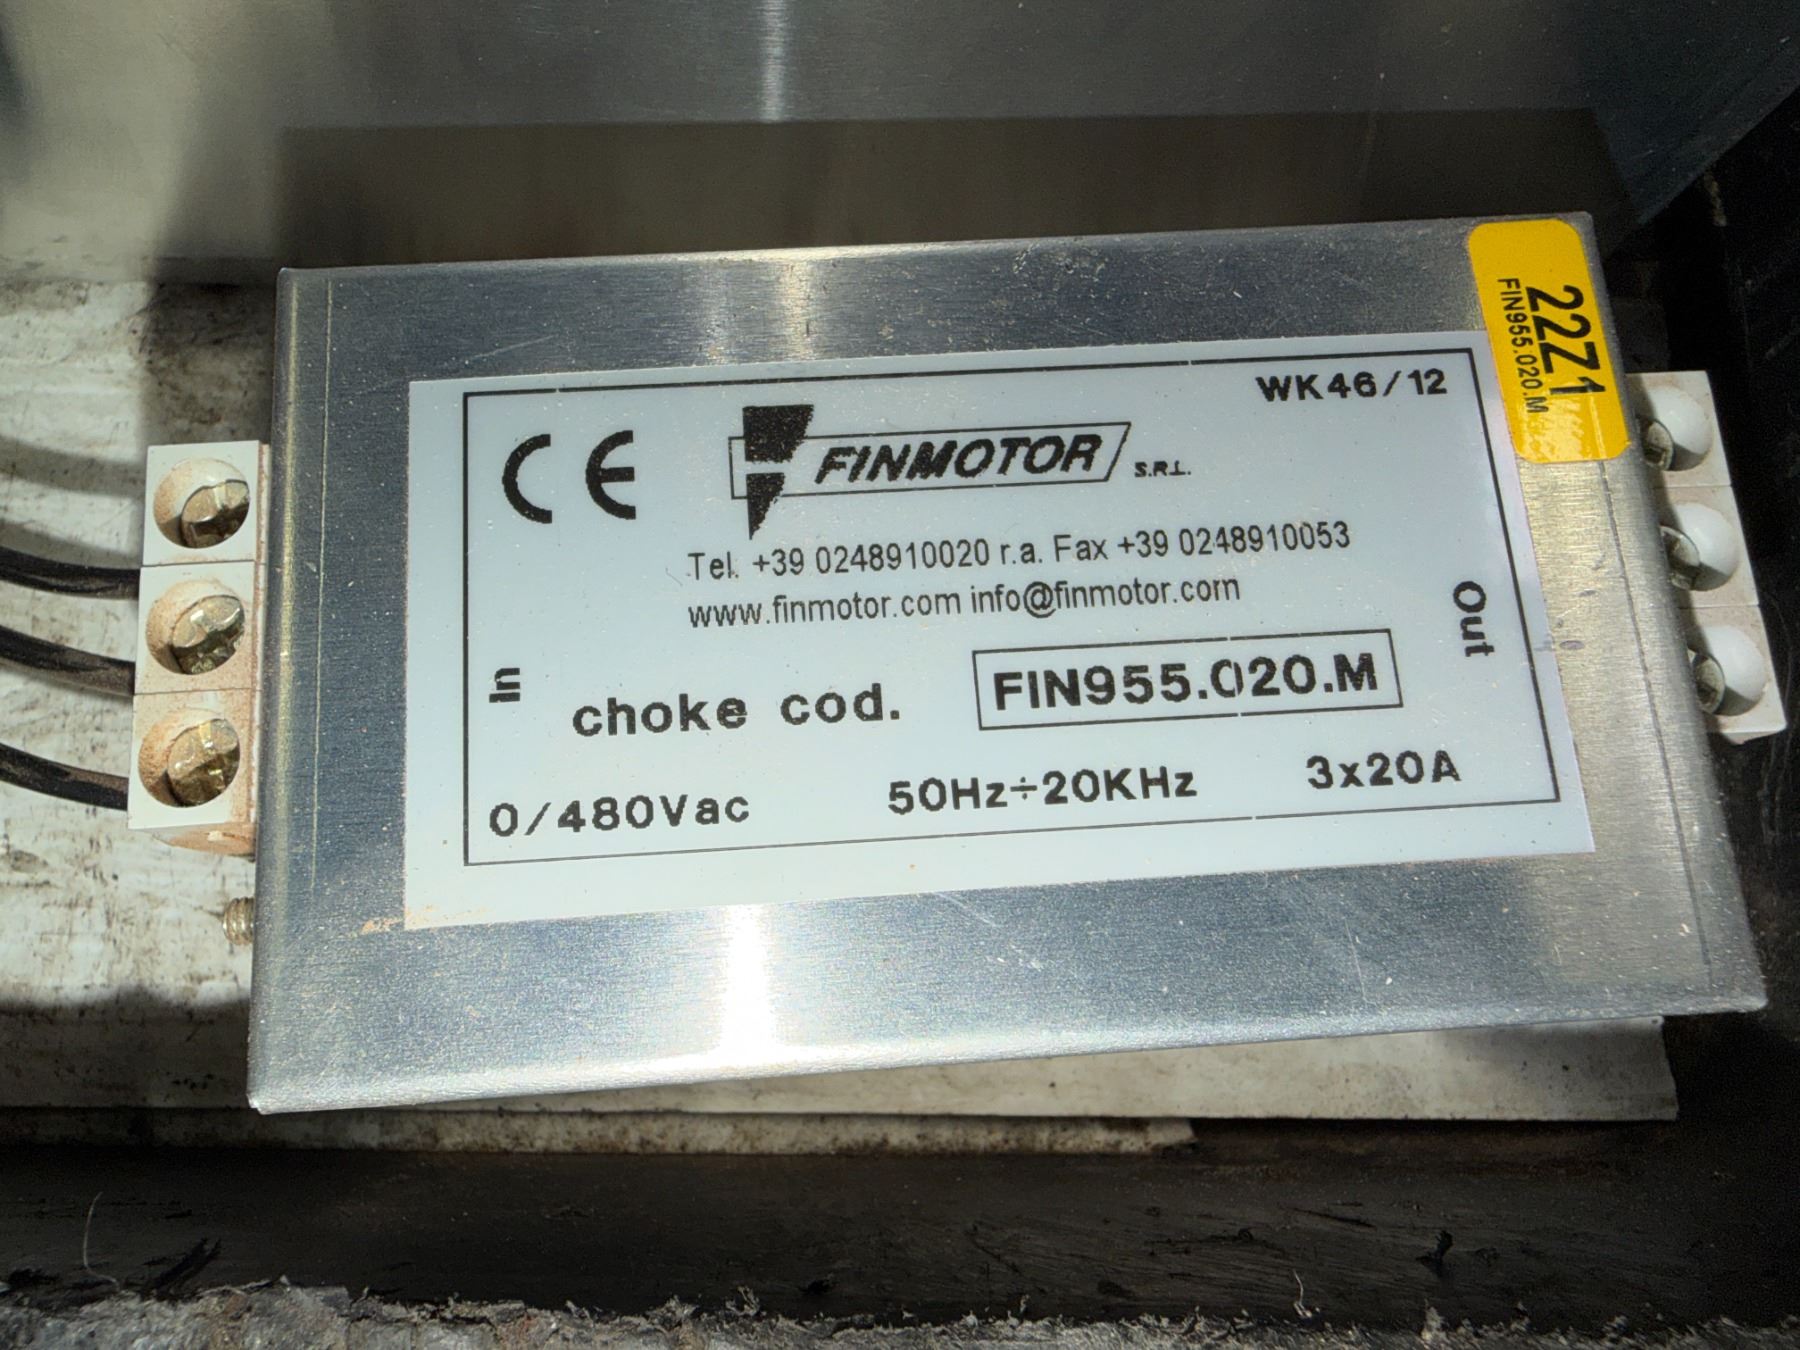 WK46/12
CE FINMOTOR S.R.L.
Tel. +39 0248910020 r.a. Fax +39 0248910053
www.finmotor.com info@finmotor.com
In
Out
choke cod. FIN955.020.M
0/480Vac 50Hz÷20KHz 3x20A
22Z1
FIN955.020.M